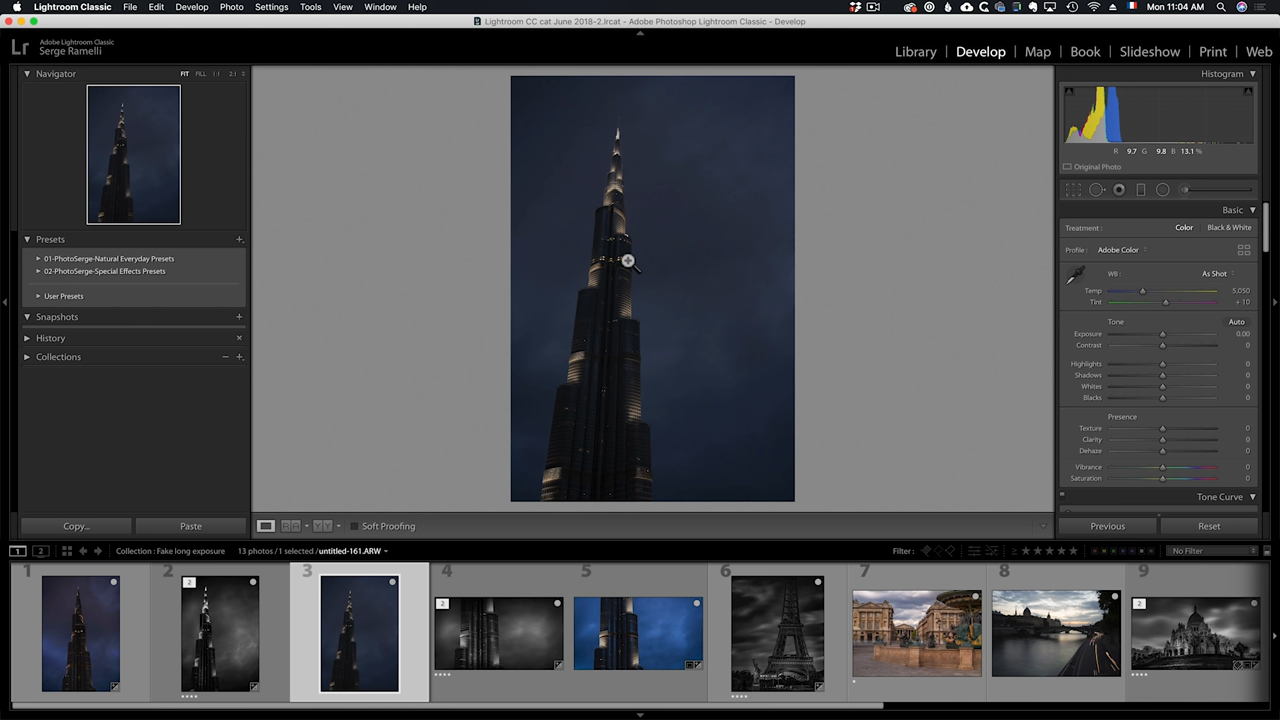 Lightroom Classic File Edit Develop Photo Settings Tools View Window Help Mon 11:04 AM
Lightroom CC cat June 2018-2.lrcat - Adobe Photoshop Lightroom Classic - Develop
Lr Adobe Lightroom Classic
Serge Ramelli
Library | Develop | Map | Book | Slideshow | Print | Web
Navigator FIT FILL 1:1 2:1
Histogram
R 9.7 G 9.8 B 13.1 %
Original Photo
Basic
Treatment : Color Black & White
Profile : Adobe Color
WB : As Shot
Temp 5,050
Tint + 10
Tone Auto
Exposure 0.00
Contrast 0
Highlights 0
Shadows 0
Whites 0
Blacks 0
Presence
Texture 0
Clarity 0
Dehaze 0
Vibrance 0
Saturation 0
Tone Curve
Previous Reset
Presets +
01-PhotoSerge-Natural Everyday Presets
02-PhotoSerge-Special Effects Presets
User Presets
Snapshots +
History ×
Collections − +
Copy... Paste
Soft Proofing
1 2 Collection : Fake long exposure 13 photos / 1 selected / untitled-161.ARW
Filter : No Filter
1 2 3 4 5 6 7 8 9
2 2 2